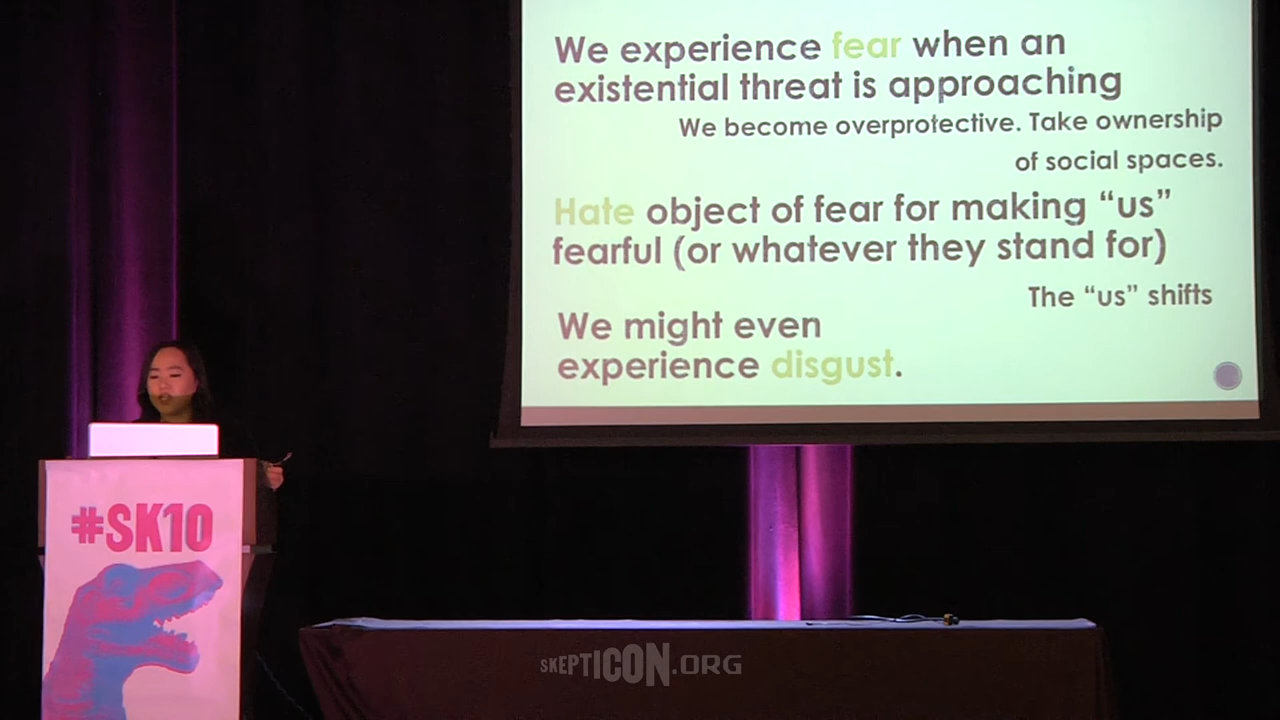 We experience fear when an
existential threat is approaching
We become overprotective. Take ownership
of social spaces.
Hate object of fear for making “us”
fearful (or whatever they stand for)
The “us” shifts
We might even
experience disgust.
#SK10
SKEPTICON.ORG